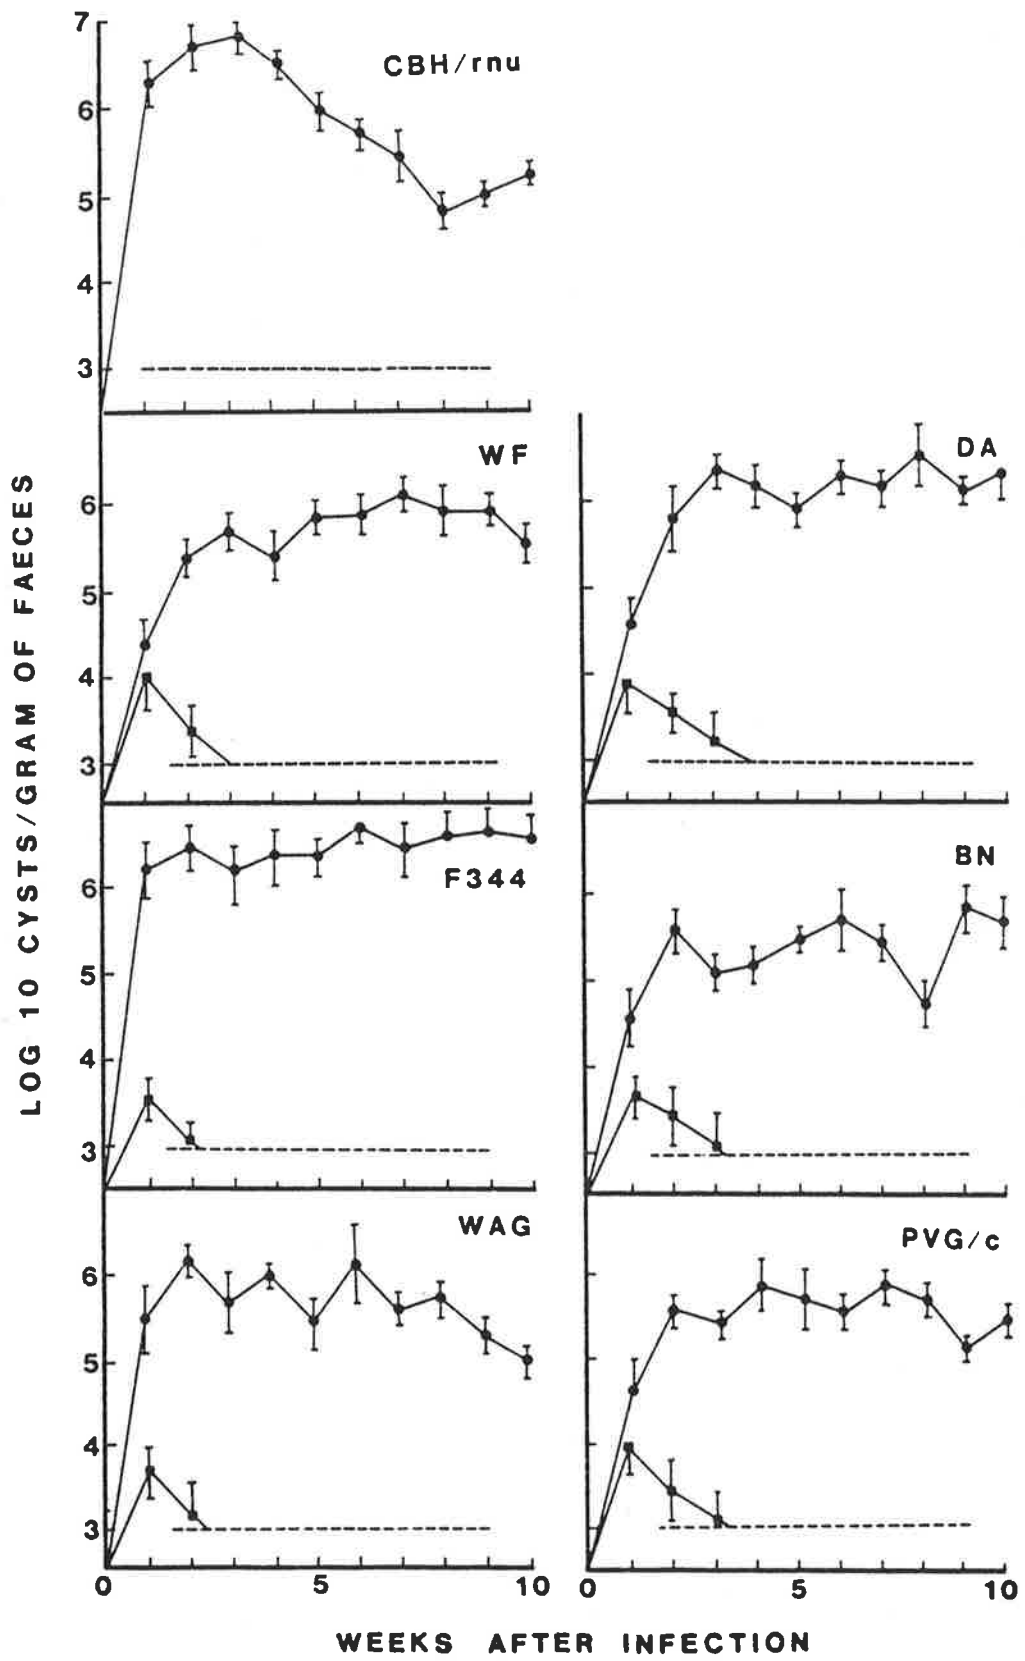 7
CBH/rnu
6
5
4
3
LOG 10 CYSTS/GRAM OF FAECES
WF
6
5
4
3
DA
F344
6
5
4
3
BN
WAG
6
5
4
3
0 5 10
PVG/c
0 5 10
WEEKS AFTER INFECTION